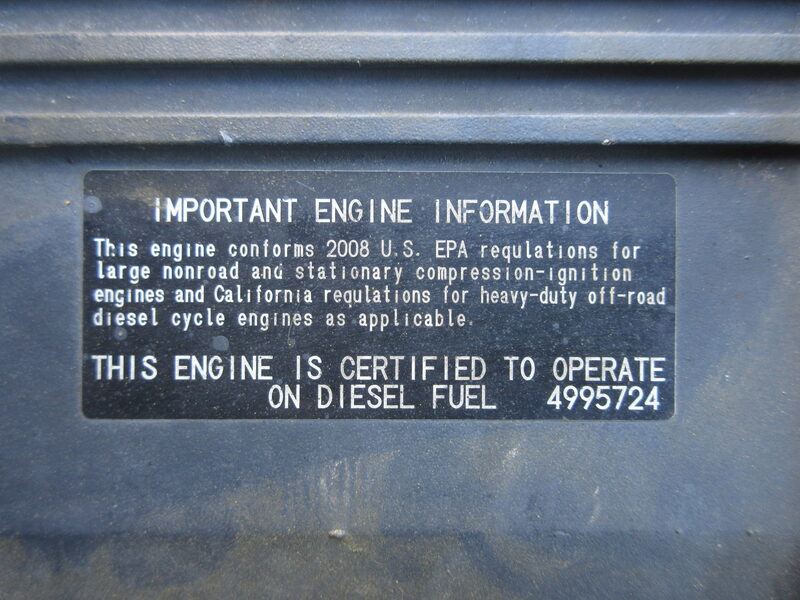 IMPORTANT ENGINE INFORMATION
This engine conforms 2008 U.S. EPA regulations for
large nonroad and stationary compression-ignition
engines and California regulations for heavy-duty off-road
diesel cycle engines as applicable.
THIS ENGINE IS CERTIFIED TO OPERATE
ON DIESEL FUEL 4995724